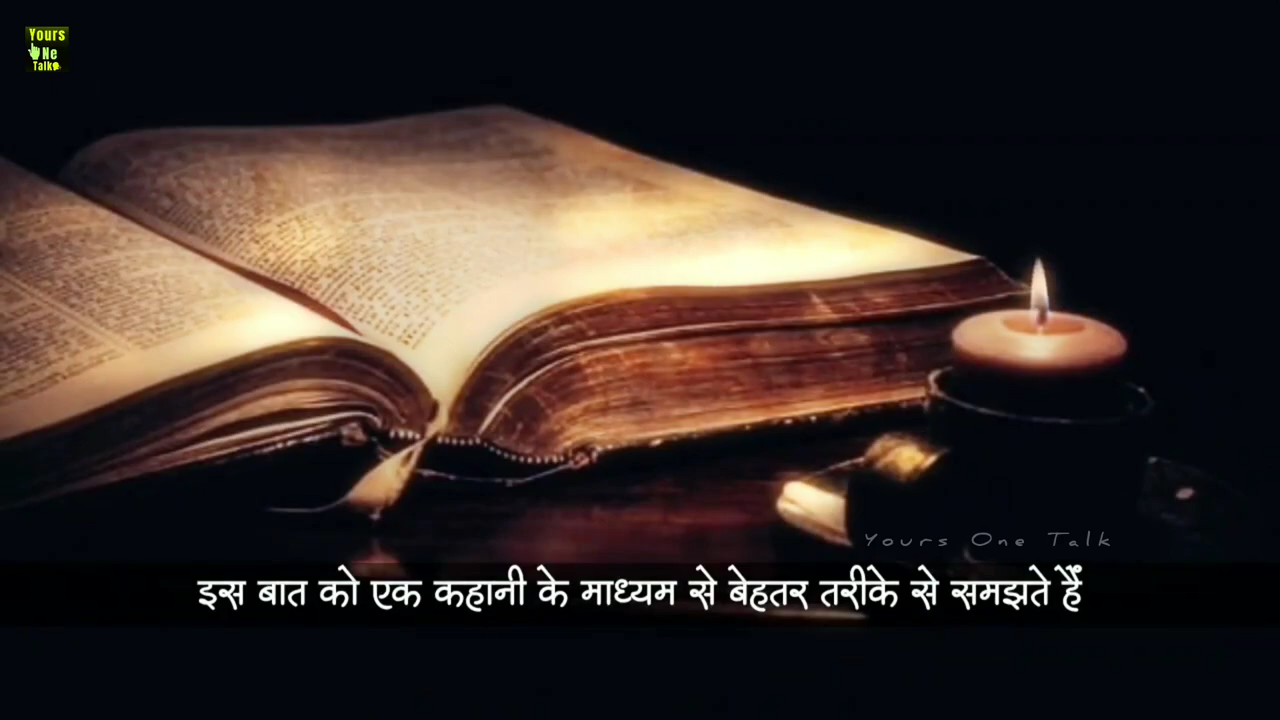 Yours
Ne
Talk
Yours One Talk
इस बात को एक कहानी के माध्यम से बेहतर तरीके से समझते हैं